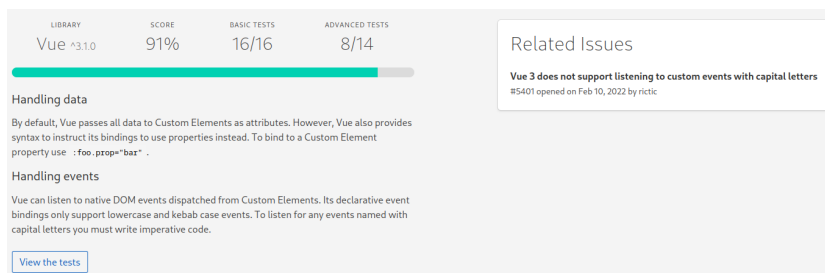 LIBRARY SCORE BASIC TESTS ADVANCED TESTS
Vue ^3.1.0 91% 16/16 8/14
Handling data
By default, Vue passes all data to Custom Elements as attributes. However, Vue also provides
syntax to instruct its bindings to use properties instead. To bind to a Custom Element
property use :foo.prop="bar" .
Handling events
Vue can listen to native DOM events dispatched from Custom Elements. Its declarative event
bindings only support lowercase and kebab case events. To listen for any events named with
capital letters you must write imperative code.
View the tests
Related Issues
Vue 3 does not support listening to custom events with capital letters
#5401 opened on Feb 10, 2022 by rictic